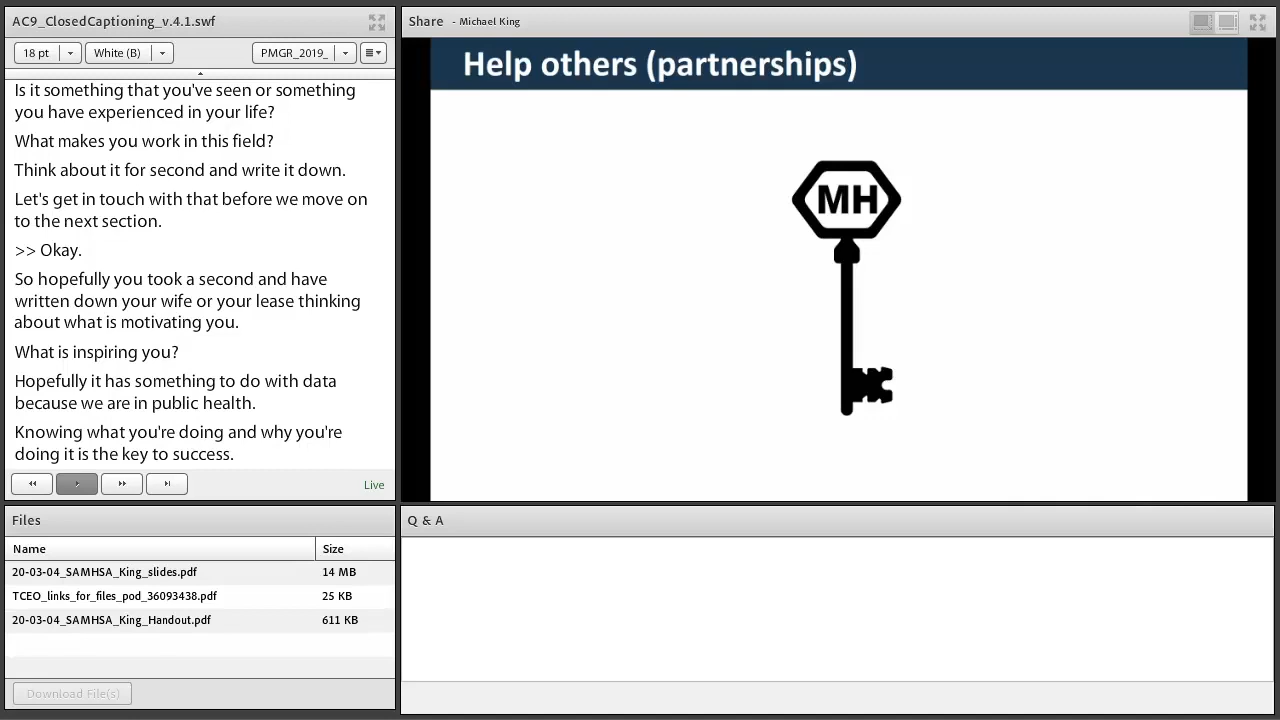 AC9_ClosedCaptioning_v.4.1.swf
18 pt
White (B)
PMGR_2019_
Is it something that you've seen or something
you have experienced in your life?
What makes you work in this field?
Think about it for second and write it down.
Let's get in touch with that before we move on
to the next section.
>> Okay.
So hopefully you took a second and have
written down your wife or your lease thinking
about what is motivating you.
What is inspiring you?
Hopefully it has something to do with data
because we are in public health.
Knowing what you're doing and why you're
doing it is the key to success.
Live
Share - Michael King
Help others (partnerships)
MH
Files
Name Size
20-03-04_SAMHSA_King_slides.pdf 14 MB
TCEO_links_for_files_pod_36093438.pdf 25 KB
20-03-04_SAMHSA_King_Handout.pdf 611 KB
Download File(s)
Q & A